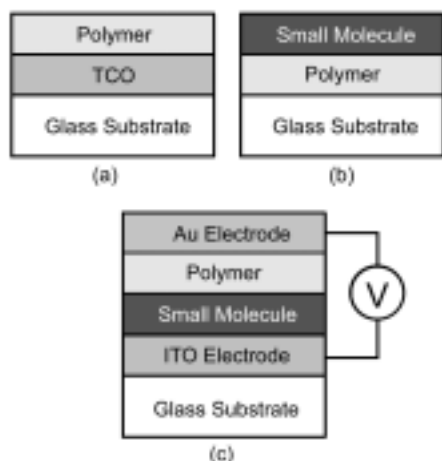 Polymer
TCO
Glass Substrate
(a)
Small Molecule
Polymer
Glass Substrate
(b)
Au Electrode
Polymer
Small Molecule
ITO Electrode
Glass Substrate
V
(c)